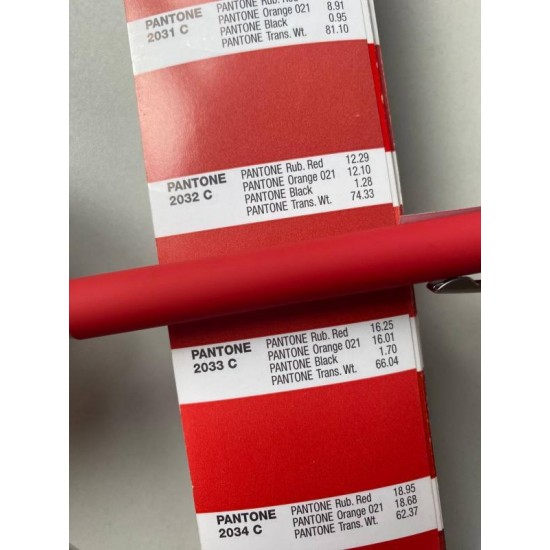 PANTONE
2031 C
PANTONE Rub. Red 8.91
PANTONE Orange 021 0.95
PANTONE Black 81.10
PANTONE Trans. Wt.
PANTONE
2032 C
PANTONE Rub. Red 12.29
PANTONE Orange 021 12.10
PANTONE Black 1.28
PANTONE Trans. Wt. 74.33
PANTONE
2033 C
PANTONE Rub. Red 16.25
PANTONE Orange 021 16.01
PANTONE Black 1.70
PANTONE Trans. Wt. 66.04
PANTONE
2034 C
PANTONE Rub. Red 18.95
PANTONE Orange 021 18.68
PANTONE Trans. Wt. 62.37